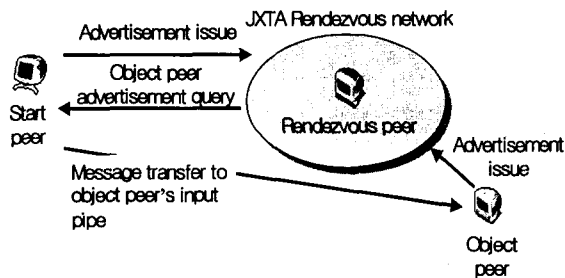 JXTA Rendezvous network
Advertisement issue
Object peer
advertisement query
Start
peer
Rendezvous peer
Advertisement
issue
Message transfer to
object peer's input
pipe
Object
peer